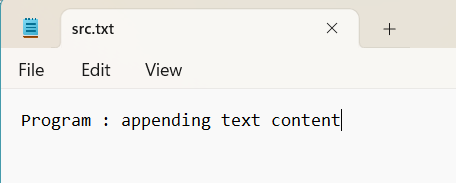 src.txt
File Edit View
Program : appending text content